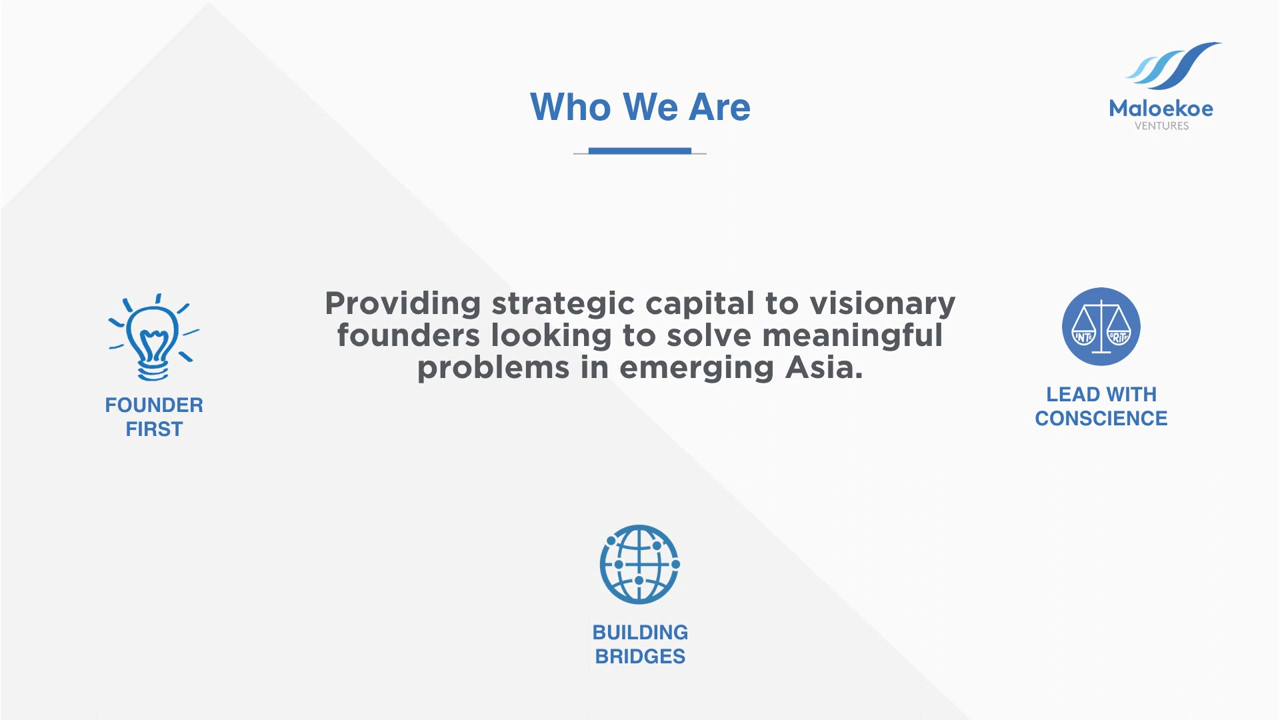 Who We Are
Maloekoe
VENTURES
Providing strategic capital to visionary
founders looking to solve meaningful
problems in emerging Asia.
FOUNDER
FIRST
LEAD WITH
CONSCIENCE
BUILDING
BRIDGES